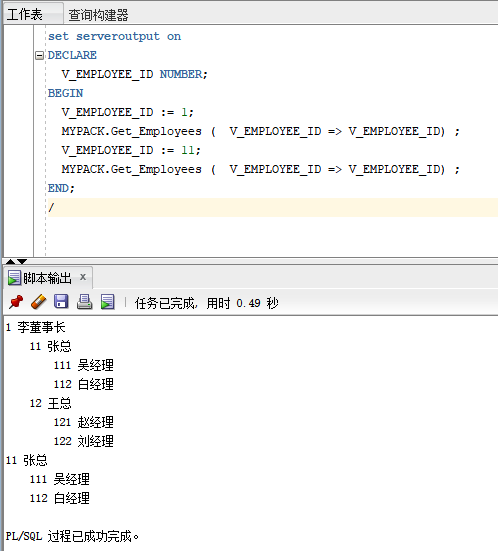 工作表 查询构建器
set serveroutput on
DECLARE
V_EMPLOYEE_ID NUMBER;
BEGIN
V_EMPLOYEE_ID := 1;
MYPACK.Get_Employees (  V_EMPLOYEE_ID => V_EMPLOYEE_ID) ;
V_EMPLOYEE_ID := 11;
MYPACK.Get_Employees (  V_EMPLOYEE_ID => V_EMPLOYEE_ID) ;
END;
/
脚本输出 x
任务已完成, 用时 0.49 秒
1 李董事长
11 张总
111 吴经理
112 白经理
12 王总
121 赵经理
122 刘经理
11 张总
111 吴经理
112 白经理
PL/SQL 过程已成功完成。